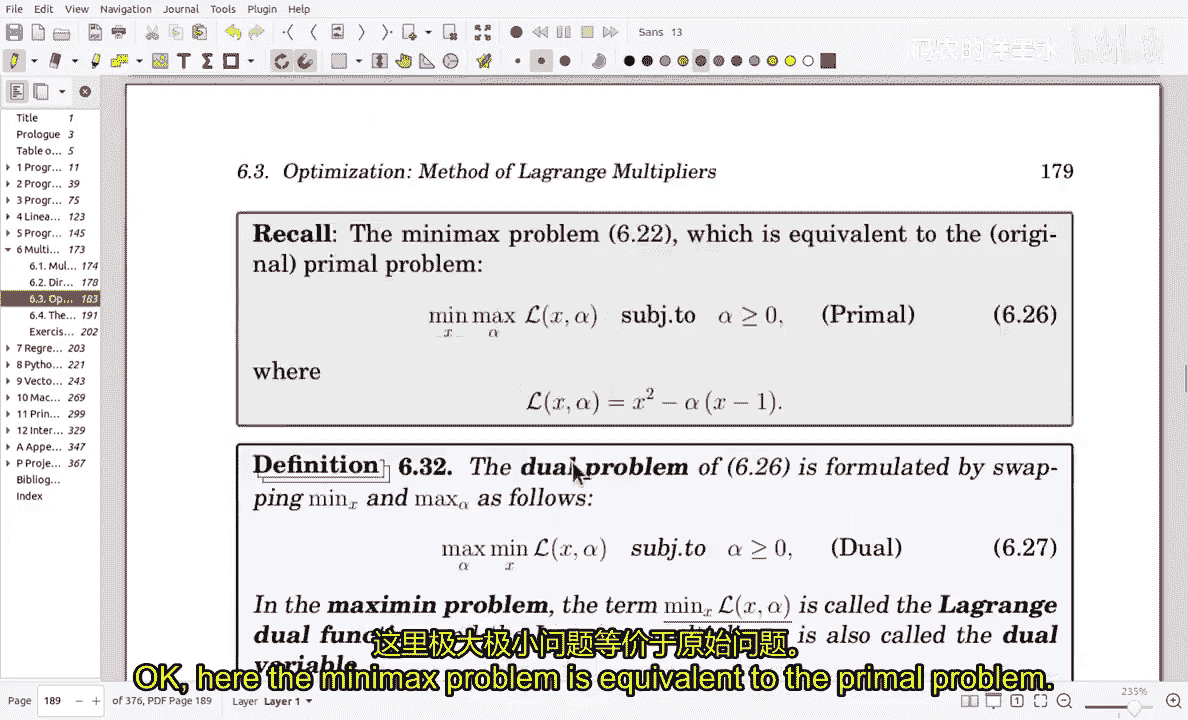 File Edit View Navigation Journal Tools Plugin Help
Sans 13
Title 1
Prologue 3
Table o... 5
1 Progr... 11
2 Progr... 39
3 Progr... 75
4 Linea... 123
5 Progr... 145
6 Multi... 173
6.1. Mul... 174
6.2. Dir... 178
6.3. Op... 183
6.4. The... 191
Exercis... 202
7 Regre... 203
8 Pytho... 221
9 Vecto... 243
10 Mac... 269
11 Prin... 299
12 Inter... 329
A Appe... 347
P Proje... 367
Bibliog...
Index
6.3. Optimization: Method of Lagrange Multipliers 179
Recall: The minimax problem (6.22), which is equivalent to the (origi-
nal) primal problem:
min max L(x, α) subj.to α ≥ 0, (Primal) (6.26)
x α
where
L(x, α) = x² − α (x − 1).
Definition 6.32. The dual problem of (6.26) is formulated by swap-
ping minₓ and maxα as follows:
max min L(x, α) subj.to α ≥ 0, (Dual) (6.27)
α x
In the maximin problem, the term minₓ L(x, α) is called the Lagrange
dual is also called the dual
variable
这里极大极小问题等价于原始问题。
OK, here the minimax problem is equivalent to the primal problem.
Page 189 of 376, PDF Page 189 Layer Layer 1 235%